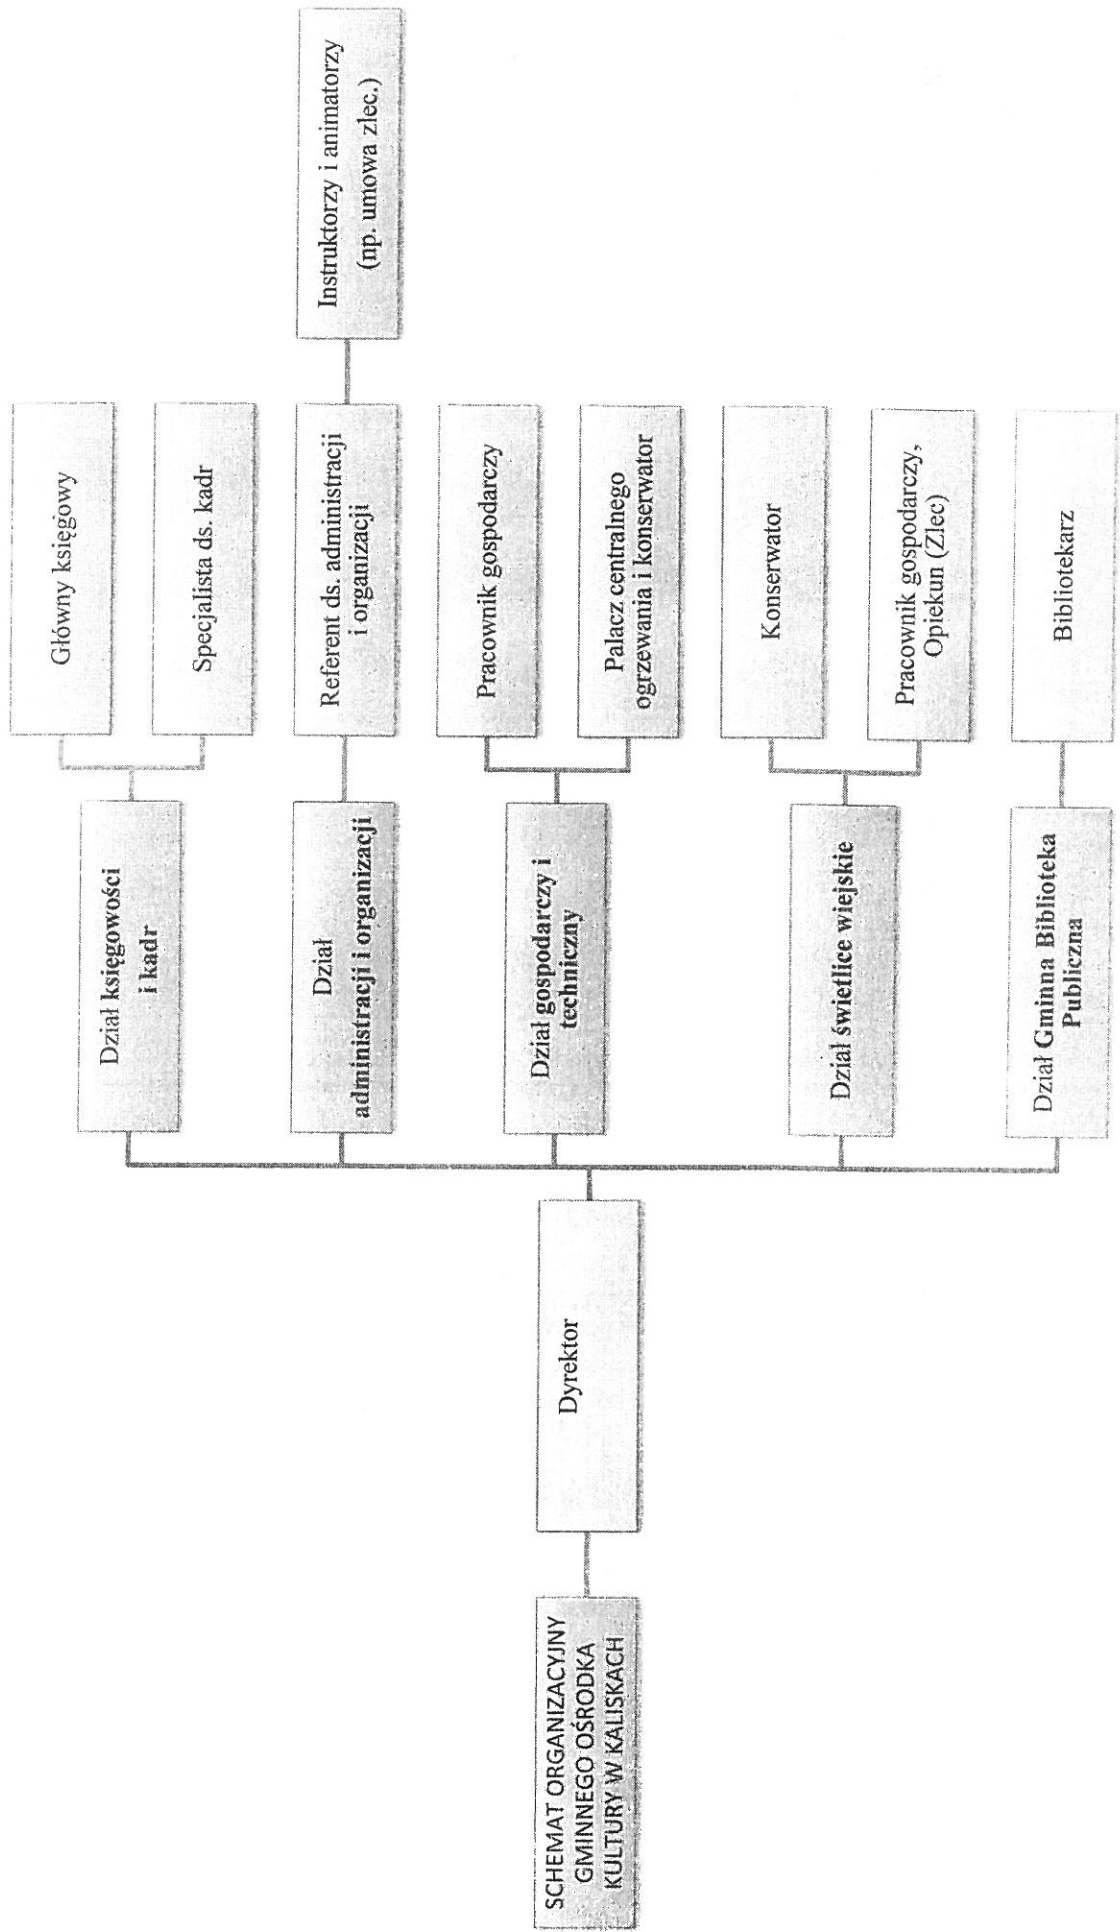 SCHEMAT ORGANIZACYJNY
GMINNEGO OŚRODKA
KULTURY W KALISKACH
Dyrektor
Dział księgowości
i kadr
Główny księgowy
Specjalista ds. kadr
Dział
administracji i organizacji
Referent ds. administracji
i organizacji
Instruktorzy i animatorzy
(np. umowa zlec.)
Dział gospodarczy i
techniczny
Pracownik gospodarczy
Palacz centralnego
ogrzewania i konserwator
Dział świetlice wiejskie
Konserwator
Pracownik gospodarczy,
Opiekun (Zlec)
Dział Gminna Biblioteka
Publiczna
Bibliotekarz